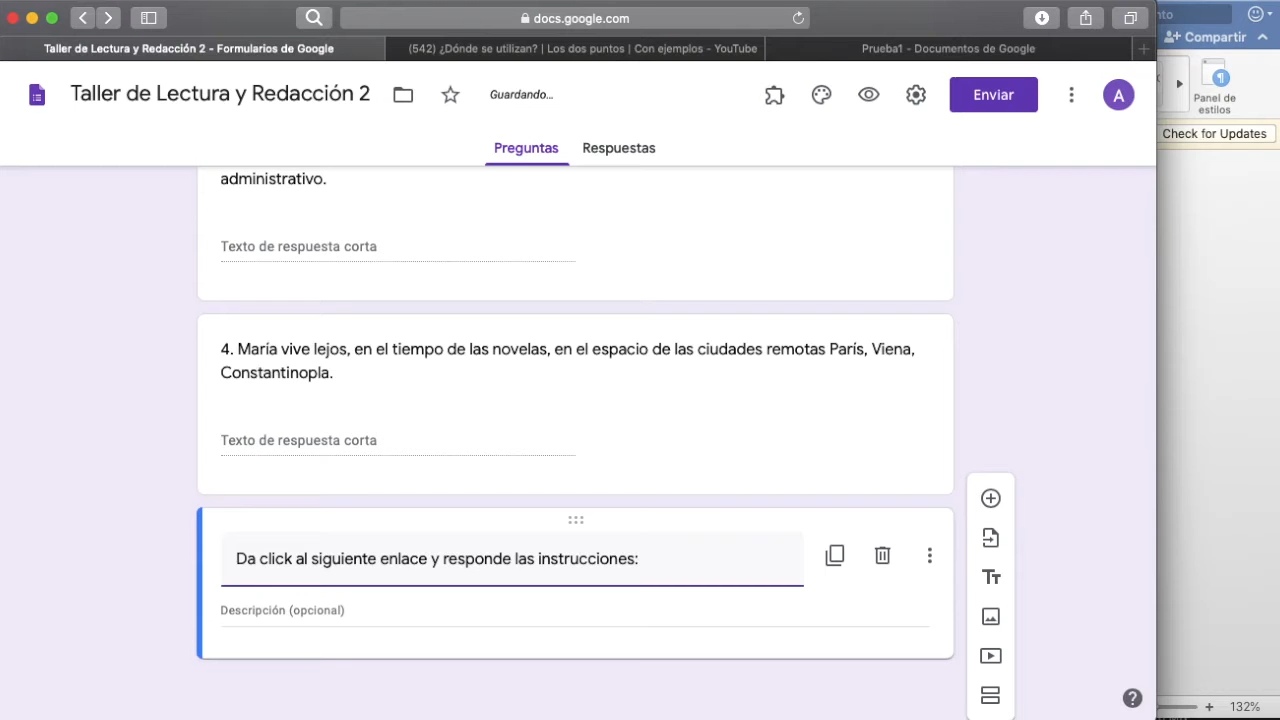 docs.google.com
nto
Taller de Lectura y Redacción 2 - Formularios de Google
(542) ¿Dónde se utilizan? | Los dos puntos | Con ejemplos - YouTube
Prueba1 - Documentos de Google
Compartir
Taller de Lectura y Redacción 2
Guardando...
Enviar
A
Panel de
estilos
Check for Updates
Preguntas
Respuestas
administrativo.
Texto de respuesta corta
4. María vive lejos, en el tiempo de las novelas, en el espacio de las ciudades remotas París, Viena,
Constantinopla.
Texto de respuesta corta
Da click al siguiente enlace y responde las instrucciones:
Descripción (opcional)
132%